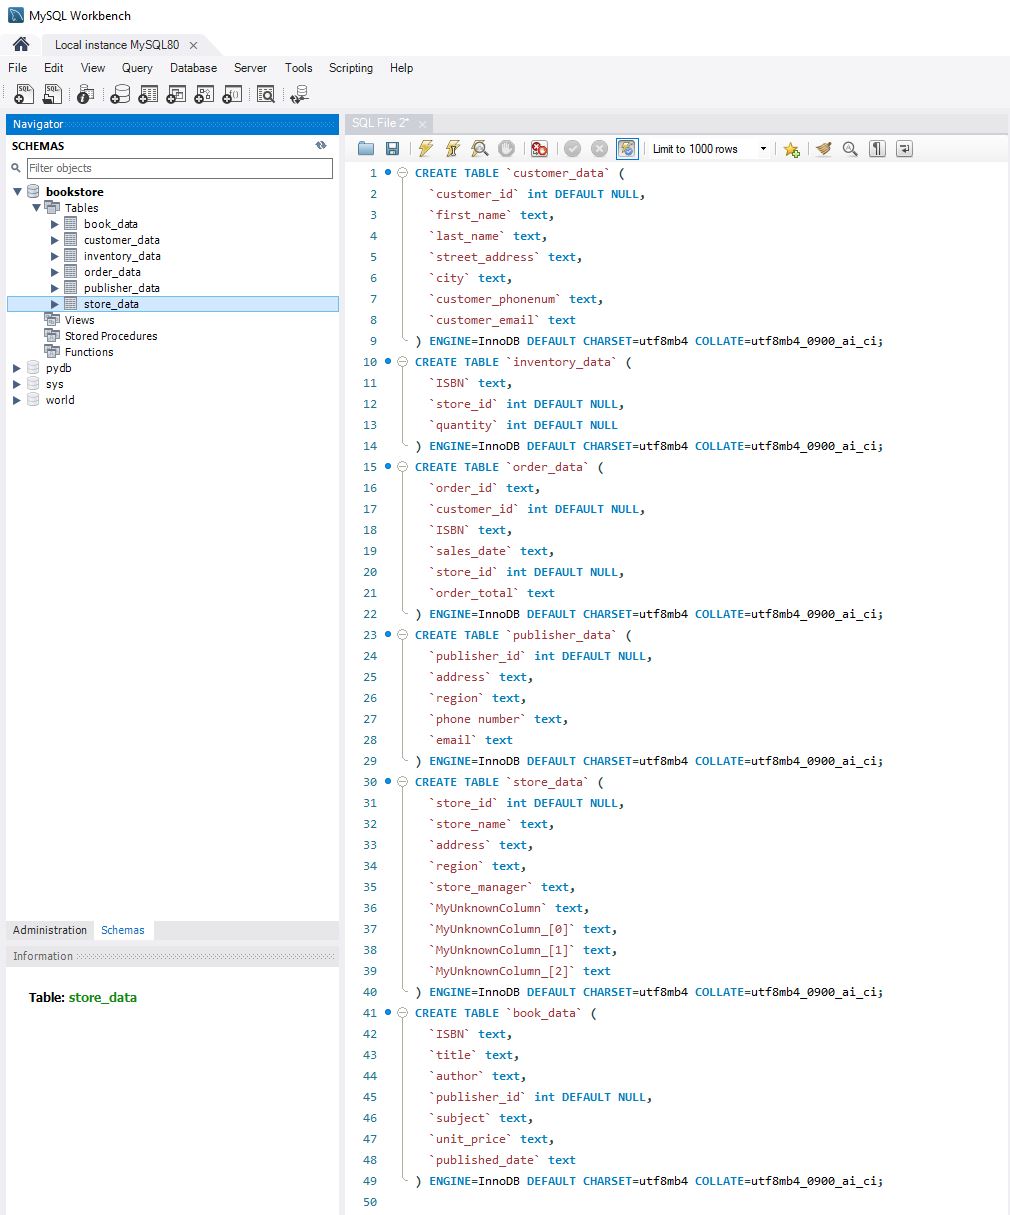 MySQL Workbench
Local instance MySQL80 ×
File Edit View Query Database Server Tools Scripting Help
Navigator
SCHEMAS
Filter objects
bookstore
Tables
book_data
customer_data
inventory_data
order_data
publisher_data
store_data
Views
Stored Procedures
Functions
pydb
sys
world
Administration Schemas
Information
Table: store_data
SQL File 2* ×
Limit to 1000 rows
1 CREATE TABLE `customer_data` (
2 `customer_id` int DEFAULT NULL,
3 `first_name` text,
4 `last_name` text,
5 `street_address` text,
6 `city` text,
7 `customer_phonenum` text,
8 `customer_email` text
9 ) ENGINE=InnoDB DEFAULT CHARSET=utf8mb4 COLLATE=utf8mb4_0900_ai_ci;
10 CREATE TABLE `inventory_data` (
11 `ISBN` text,
12 `store_id` int DEFAULT NULL,
13 `quantity` int DEFAULT NULL
14 ) ENGINE=InnoDB DEFAULT CHARSET=utf8mb4 COLLATE=utf8mb4_0900_ai_ci;
15 CREATE TABLE `order_data` (
16 `order_id` text,
17 `customer_id` int DEFAULT NULL,
18 `ISBN` text,
19 `sales_date` text,
20 `store_id` int DEFAULT NULL,
21 `order_total` text
22 ) ENGINE=InnoDB DEFAULT CHARSET=utf8mb4 COLLATE=utf8mb4_0900_ai_ci;
23 CREATE TABLE `publisher_data` (
24 `publisher_id` int DEFAULT NULL,
25 `address` text,
26 `region` text,
27 `phone number` text,
28 `email` text
29 ) ENGINE=InnoDB DEFAULT CHARSET=utf8mb4 COLLATE=utf8mb4_0900_ai_ci;
30 CREATE TABLE `store_data` (
31 `store_id` int DEFAULT NULL,
32 `store_name` text,
33 `address` text,
34 `region` text,
35 `store_manager` text,
36 `MyUnknownColumn` text,
37 `MyUnknownColumn_[0]` text,
38 `MyUnknownColumn_[1]` text,
39 `MyUnknownColumn_[2]` text
40 ) ENGINE=InnoDB DEFAULT CHARSET=utf8mb4 COLLATE=utf8mb4_0900_ai_ci;
41 CREATE TABLE `book_data` (
42 `ISBN` text,
43 `title` text,
44 `author` text,
45 `publisher_id` int DEFAULT NULL,
46 `subject` text,
47 `unit_price` text,
48 `published_date` text
49 ) ENGINE=InnoDB DEFAULT CHARSET=utf8mb4 COLLATE=utf8mb4_0900_ai_ci;
50